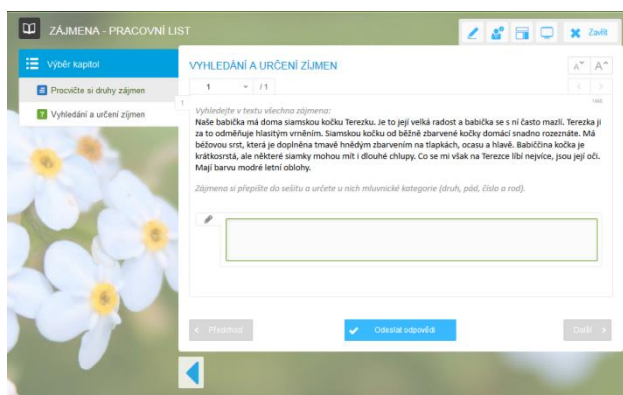 ZÁJMENA - PRACOVNÍ LIST
Zavřít
Výběr kapitol
Procvičte si druhy zájmen
Vyhledání a určení zíjmen
VYHLEDÁNÍ A URČENÍ ZÍJMEN
A˅ A^
1 / 1
1
Vyhledejte v textu všechna zájmena:
Naše babička má doma siamskou kočku Terezku. Je to její velká radost a babička se s ní často mazlí. Terezka ji
za to odměňuje hlasitým vrněním. Siamskou kočku od běžně zbarvené kočky domácí snadno rozeznáte. Má
béžovou srst, která je doplněna tmavě hnědým zbarvením na tlapkách, ocasu a hlavě. Babiččina kočka je
krátkosrstá, ale některé siamky mohou mít i dlouhé chlupy. Co se mi však na Terezce líbí nejvíce, jsou její oči.
Mají barvu modré letní oblohy.
Zájmena si přepište do sešitu a určete u nich mluvnické kategorie (druh, pád, číslo a rod).
< Předchozí
Odeslat odpovědi
Další >